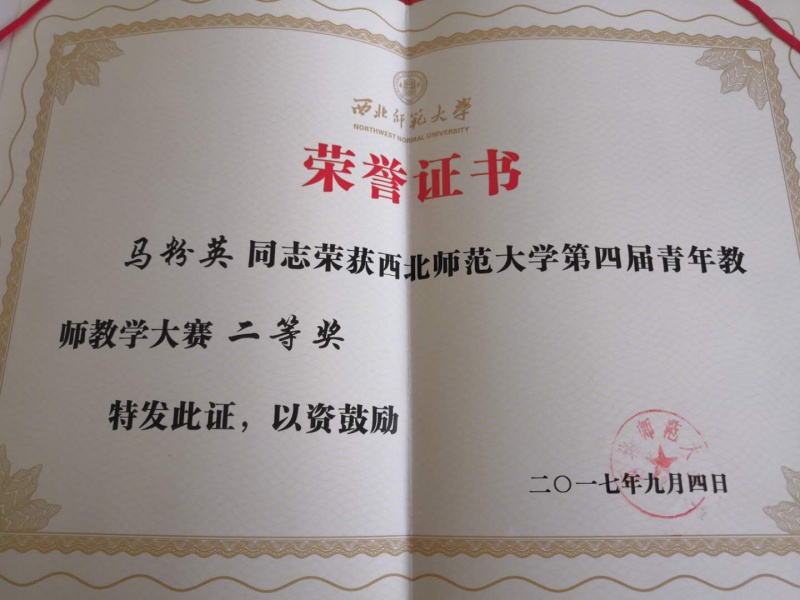 西北师范大学
NORTHWEST NORMAL UNIVERSITY
荣誉证书
马粉英 同志荣获西北师范大学第四届青年教
师教学大赛 二等奖
特发此证，以资鼓励
二〇一七年九月四日